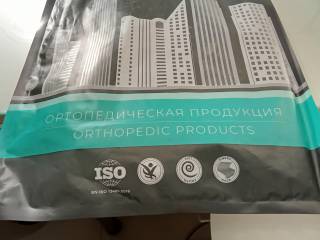 ОРТОПЕДИЧЕСКАЯ ПРОДУКЦИЯ
ORTHOPEDIC PRODUCTS
ISO